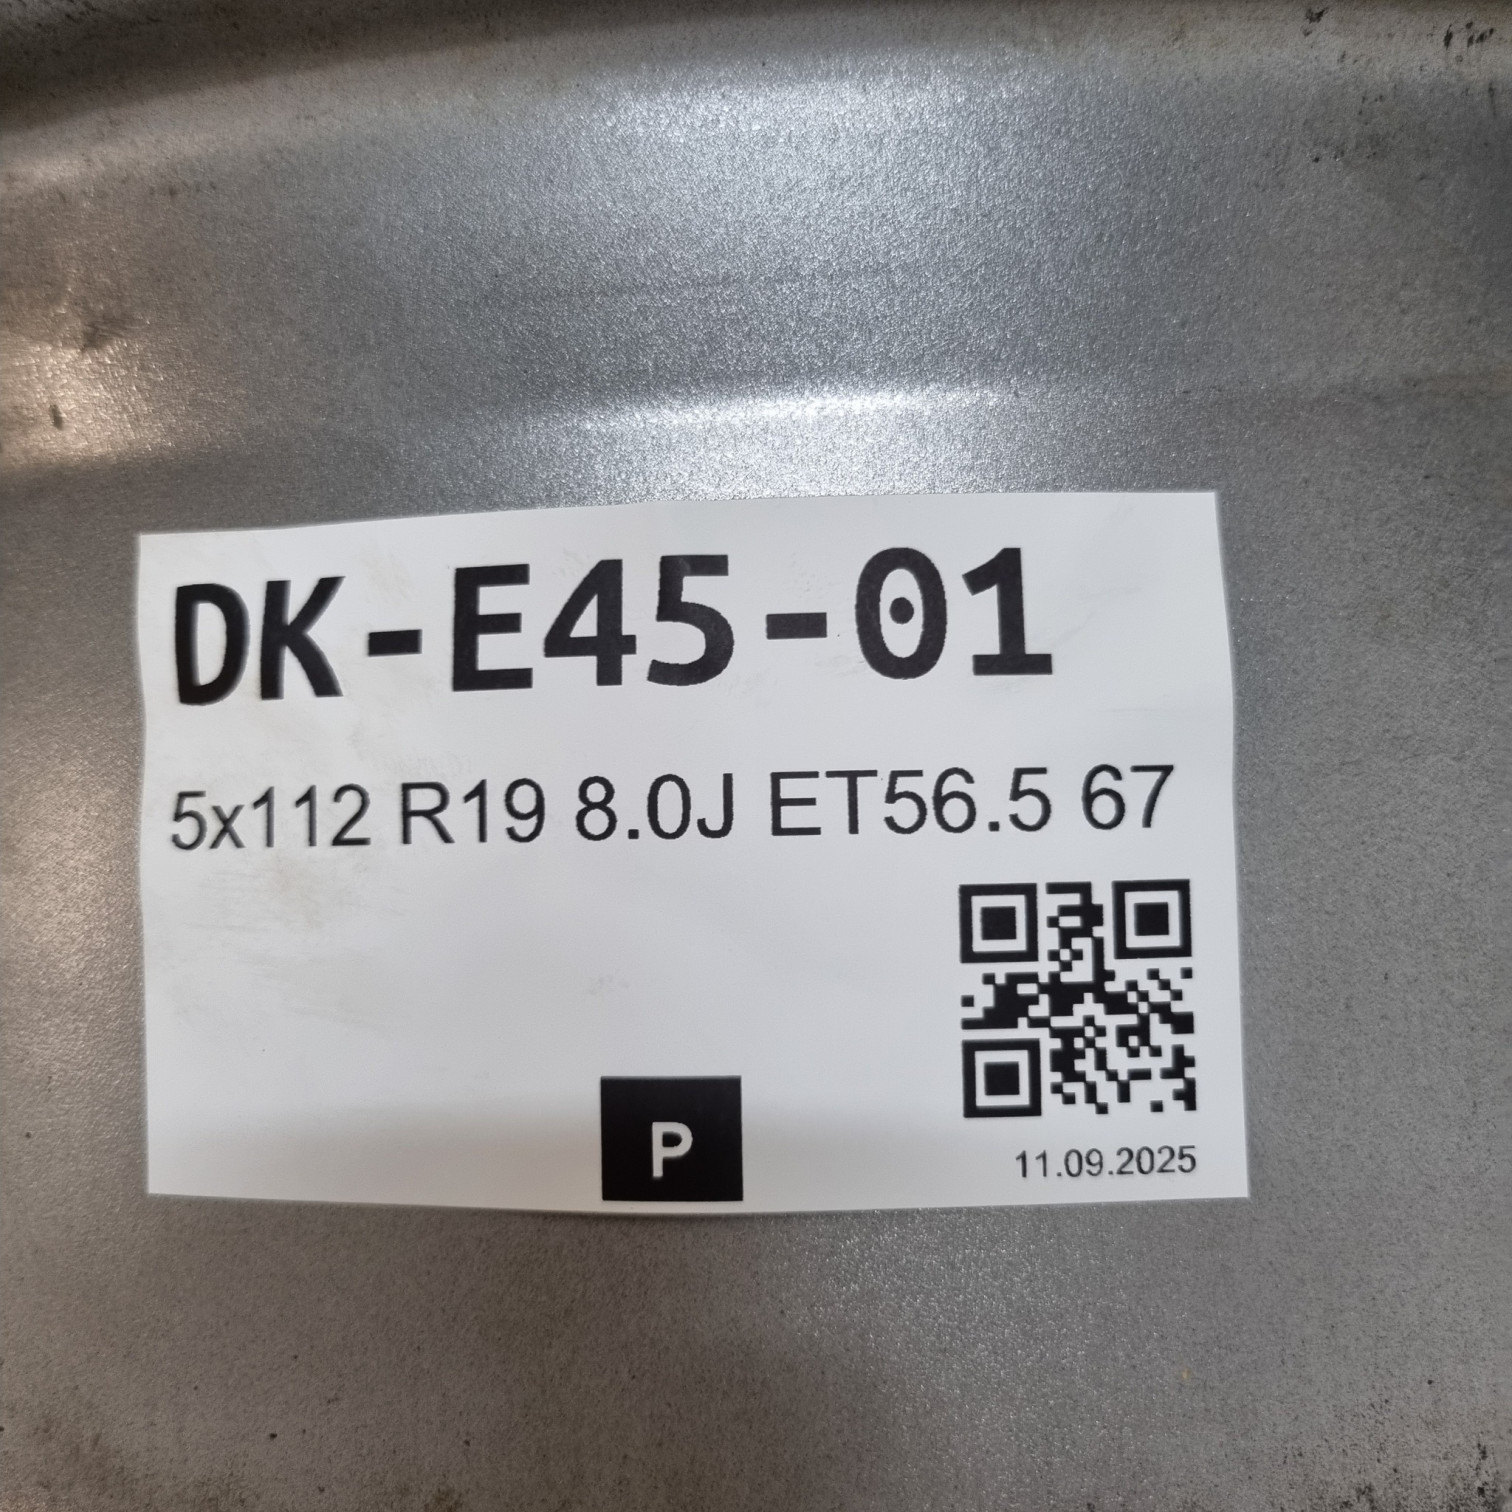 DK-E45-01
5x112 R19 8.0J ET56.5 67
P
11.09.2025